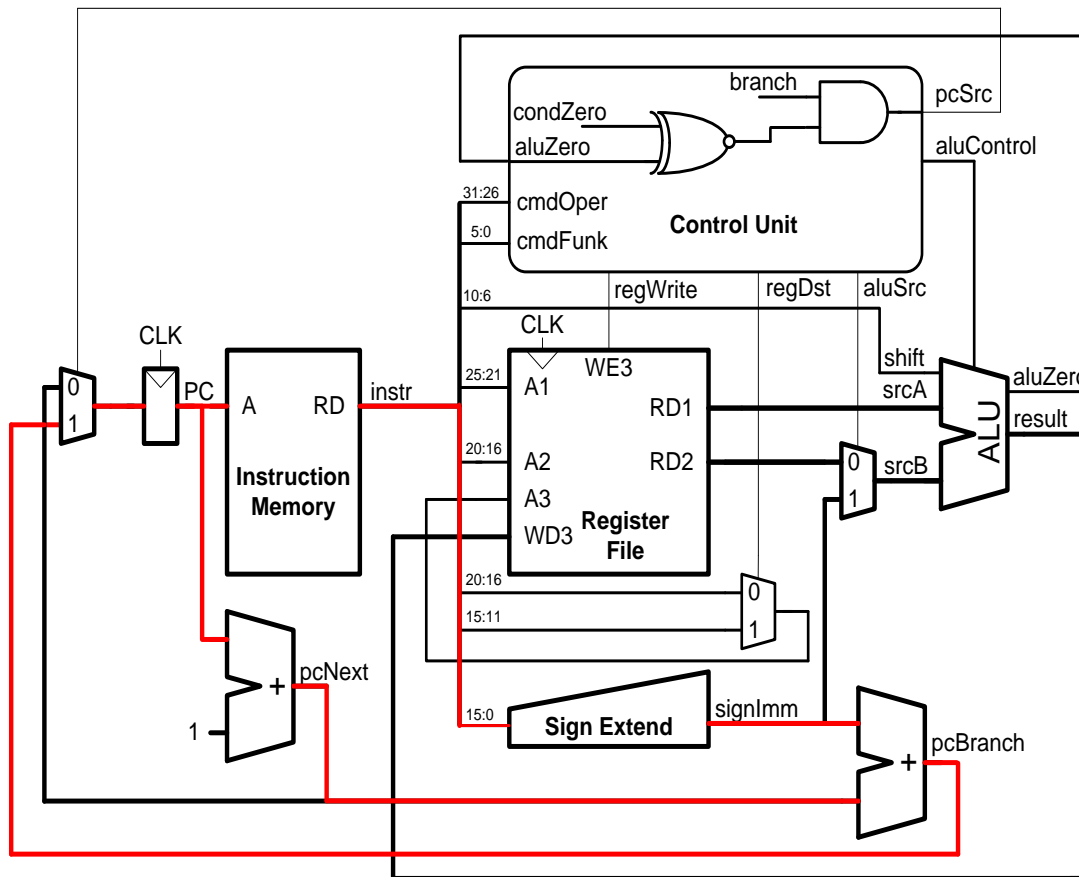 branch
pcSrc
condZero
aluZero
aluControl
31:26
cmdOper
Control Unit
5:0
cmdFunk
regWrite
regDst
aluSrc
10:6
CLK
CLK
shift
0
1
PC
A
RD
instr
25:21
A1
WE3
RD1
srcA
aluZero
ALU
result
Instruction
Memory
20:16
A2
RD2
0
1
srcB
A3
WD3
Register
File
20:16
15:11
0
1
pcNext
+
1
15:0
Sign Extend
signImm
pcBranch
+